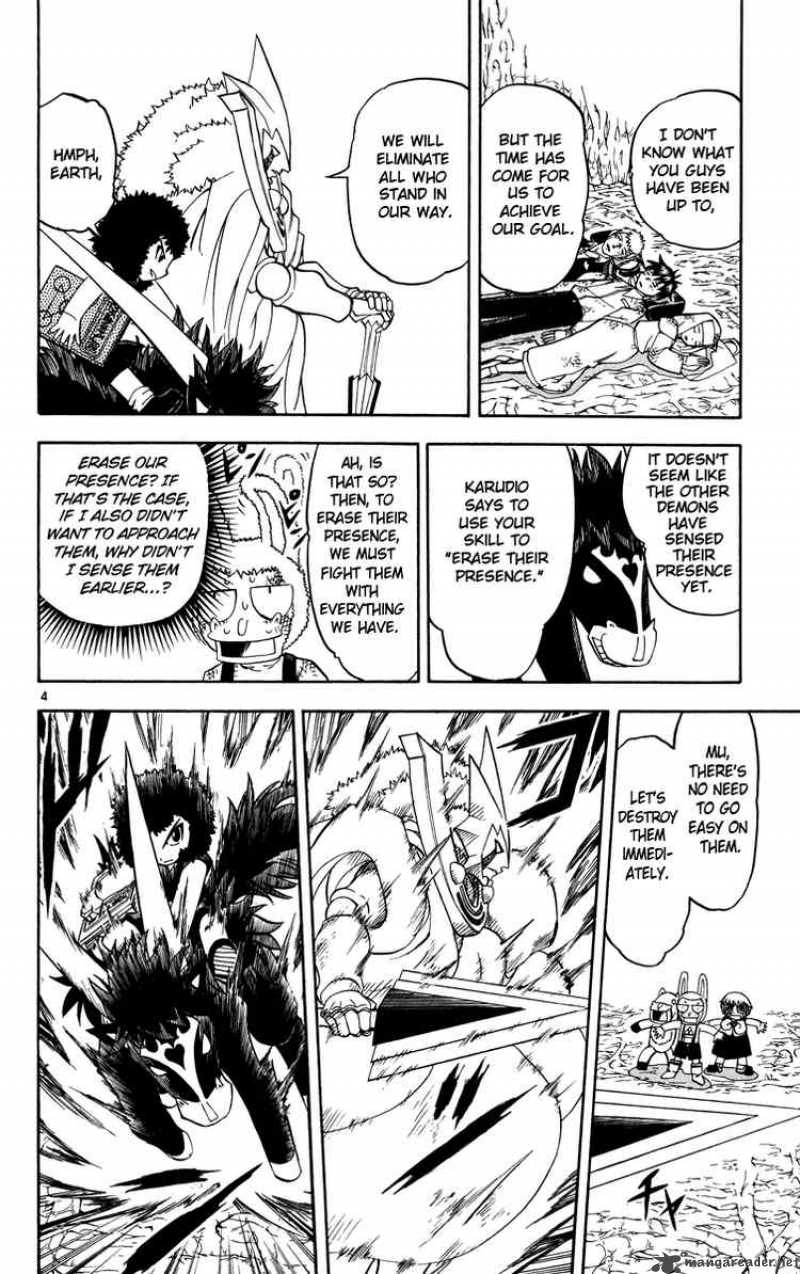 I DON'T
KNOW WHAT
YOU GUYS
HAVE BEEN
UP TO,
BUT THE
TIME HAS
COME FOR
US TO
ACHIEVE
OUR GOAL.
WE WILL
ELIMINATE
ALL WHO
STAND IN
OUR WAY.
HMPH,
EARTH,
IT DOESN'T
SEEM LIKE
THE OTHER
DEMONS
HAVE
SENSED
THEIR
PRESENCE
YET.
KARUDIO
SAYS TO
USE YOUR
SKILL TO
"ERASE THEIR
PRESENCE."
AH, IS
THAT SO?
THEN, TO
ERASE THEIR
PRESENCE,
WE MUST
FIGHT THEM
WITH
EVERYTHING
WE HAVE.
ERASE OUR
PRESENCE? IF
THAT'S THE CASE,
IF I ALSO DIDN'T
WANT TO APPROACH
THEM, WHY DIDN'T
I SENSE THEM
EARLIER...?
4
MU,
THERE'S
NO NEED
TO GO
EASY ON
THEM.
LET'S
DESTROY
THEM
IMMEDI-
ATELY.
チャ
mangareader.net